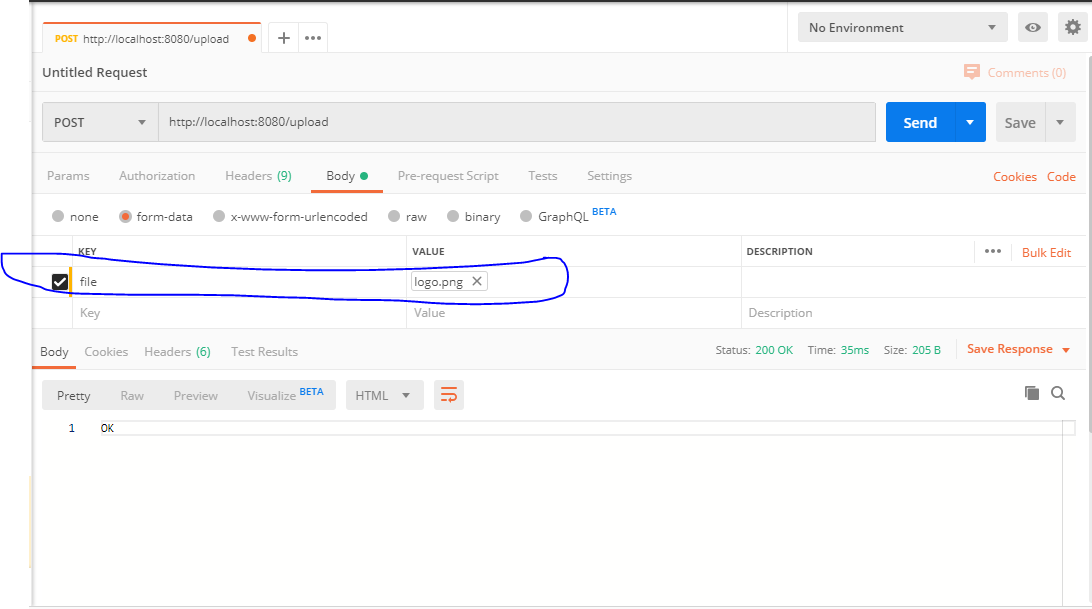 POST http://localhost:8080/upload
No Environment
Untitled Request
Comments (0)
POST http://localhost:8080/upload Send Save
Params Authorization Headers (9) Body Pre-request Script Tests Settings Cookies Code
none form-data x-www-form-urlencoded raw binary GraphQL BETA
KEY VALUE DESCRIPTION Bulk Edit
file logo.png
Key Value Description
Body Cookies Headers (6) Test Results Status: 200 OK Time: 35ms Size: 205 B Save Response
Pretty Raw Preview Visualize BETA HTML
1 OK